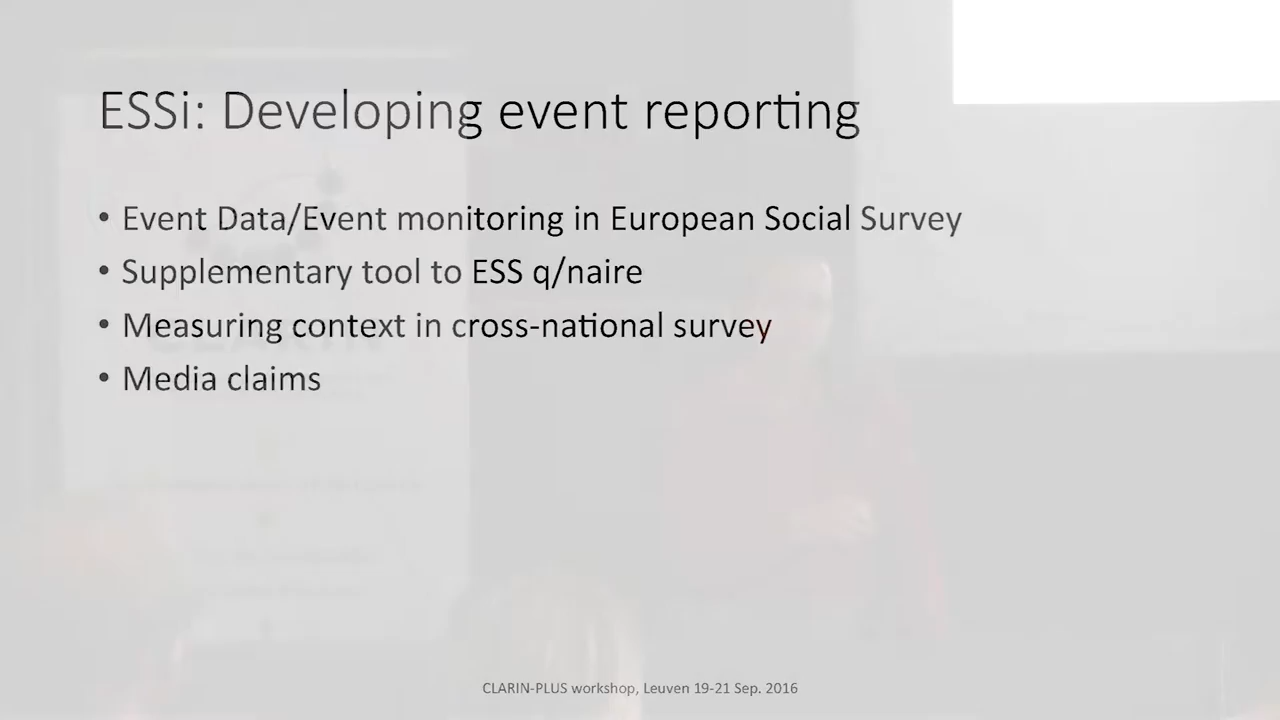 ESSi: Developing event reporting
• Event Data/Event monitoring in European Social Survey
• Supplementary tool to ESS q/naire
• Measuring context in cross-national survey
• Media claims
CLARIN-PLUS workshop, Leuven 19-21 Sep. 2016